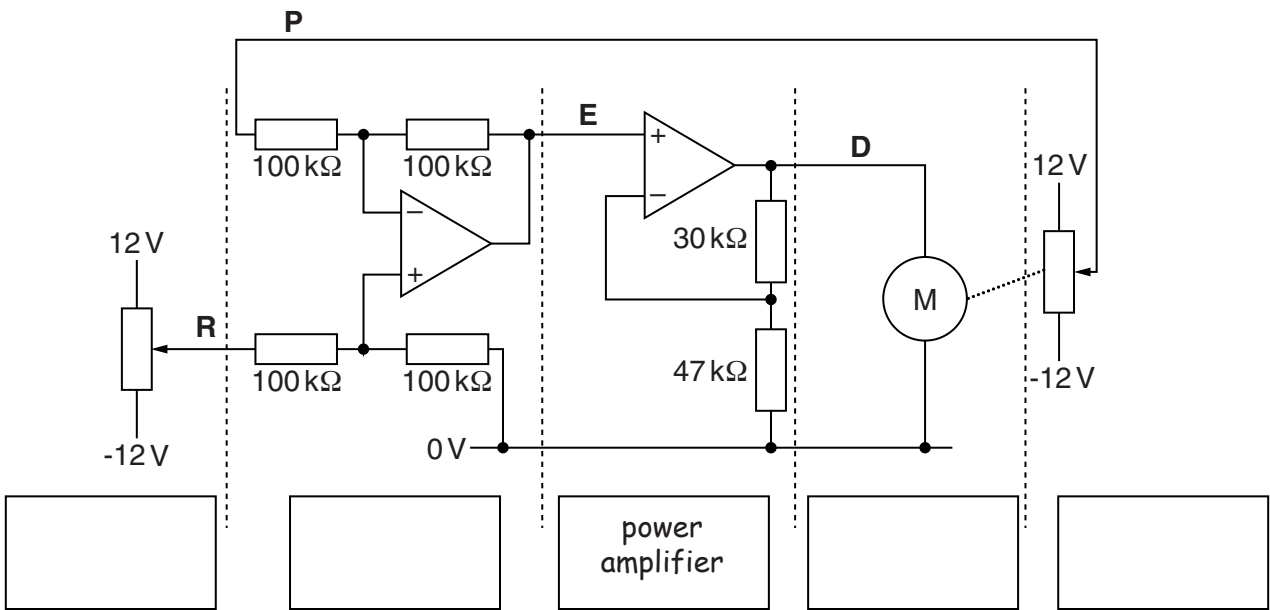 P
E
D
100 kΩ
100 kΩ
+
−
12 V
30 kΩ
12 V
−
+
M
R
47 kΩ
-12 V
100 kΩ
100 kΩ
0 V
-12 V
power
amplifier